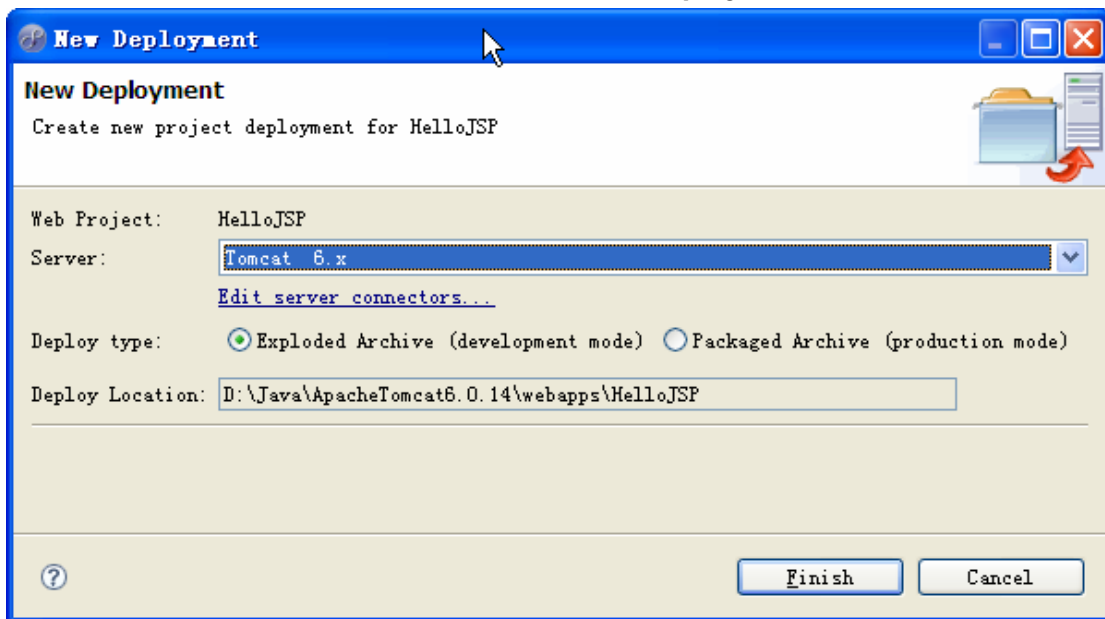 New Deployment
New Deployment
Create new project deployment for HelloJSP
Web Project: HelloJSP
Server: Tomcat 6.x
Edit server connectors...
Deploy type: Exploded Archive (development mode) Packaged Archive (production mode)
Deploy Location: D:\Java\ApacheTomcat6.0.14\webapps\HelloJSP
? Finish Cancel